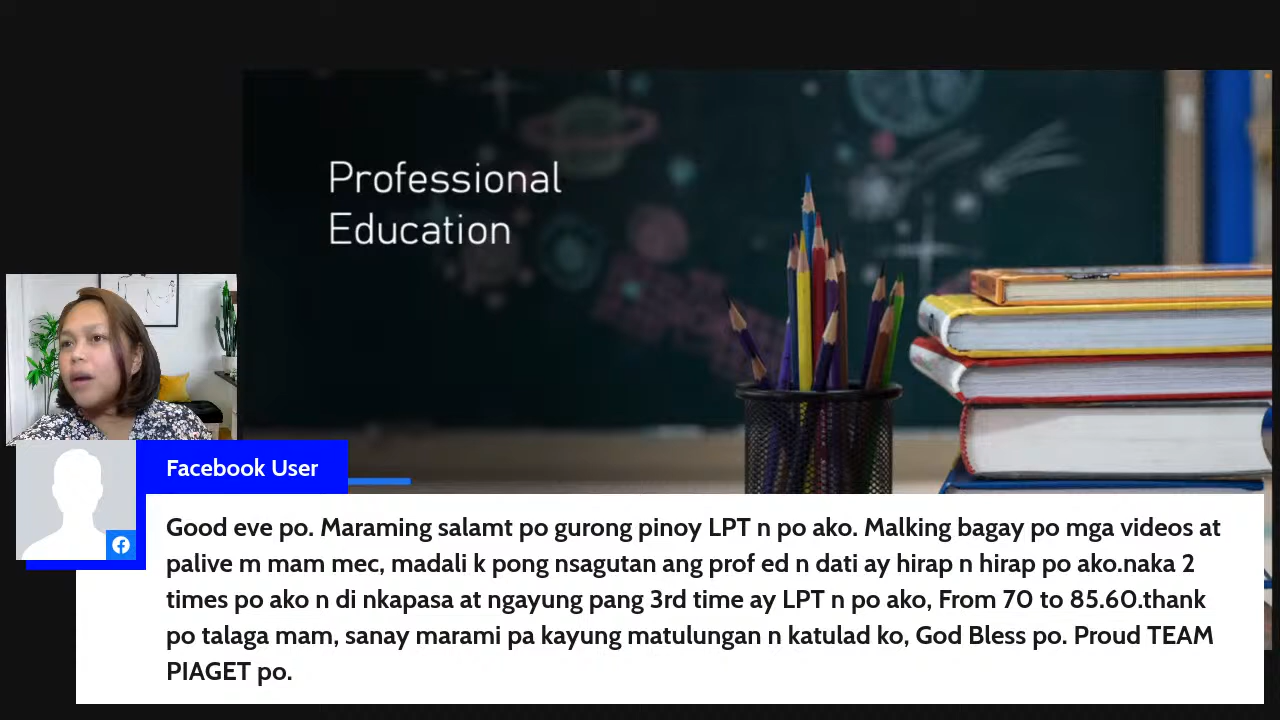 Professional
Education
Facebook User
Good eve po. Maraming salamt po gurong pinoy LPT n po ako. Malking bagay po mga videos at
palive m mam mec, madali k pong nsagutan ang prof ed n dati ay hirap n hirap po ako.naka 2
times po ako n di nkapasa at ngayung pang 3rd time ay LPT n po ako, From 70 to 85.60.thank
po talaga mam, sanay marami pa kayung matulungan n katulad ko, God Bless po. Proud TEAM
PIAGET po.